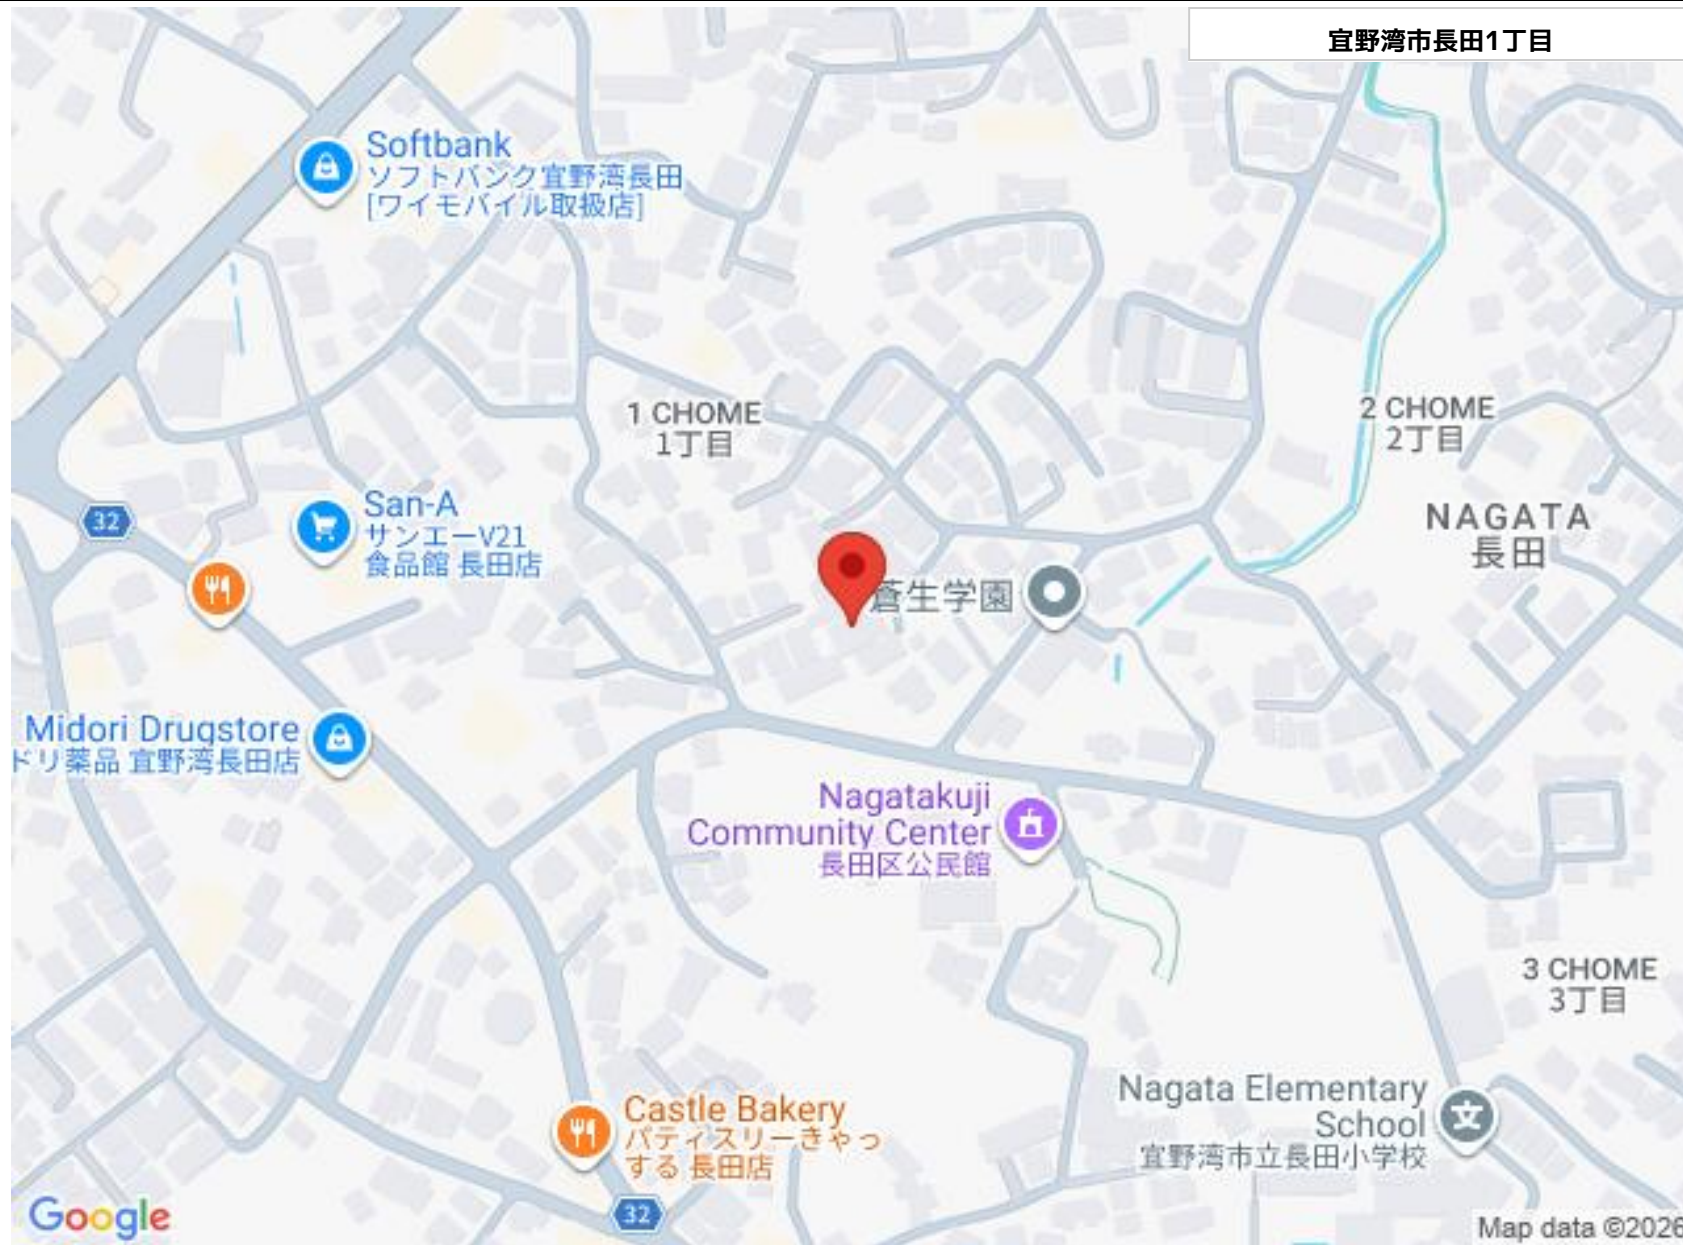 宜野湾市長田1丁目
Softbank
ソフトバンク宜野湾長田
[ワイモバイル取扱店]
1 CHOME
1丁目
2 CHOME
2丁目
San-A
サンエーV21
食品館 長田店
32
NAGATA
長田
蒼生学園
Midori Drugstore
ドリ薬品 宜野湾長田店
Nagatakuji
Community Center
長田区公民館
3 CHOME
3丁目
Nagata Elementary
School
宜野湾市立長田小学校
Castle Bakery
パティスリーきゃっ
する 長田店
32
Google
Map data ©2026